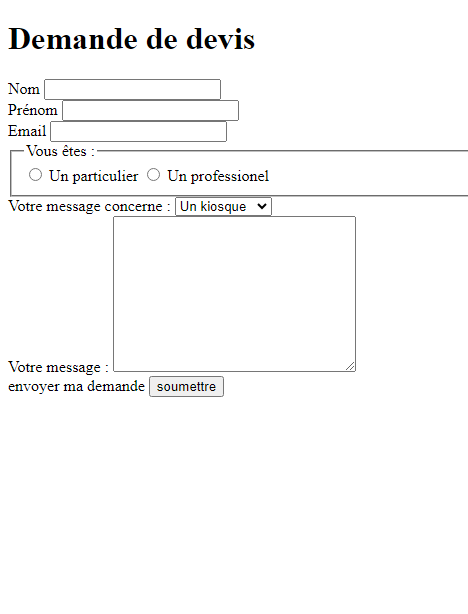 Demande de devis
Nom
Prénom
Email
Vous êtes :
Un particulier Un professionel
Votre message concerne : Un kiosque
Votre message :
envoyer ma demande soumettre